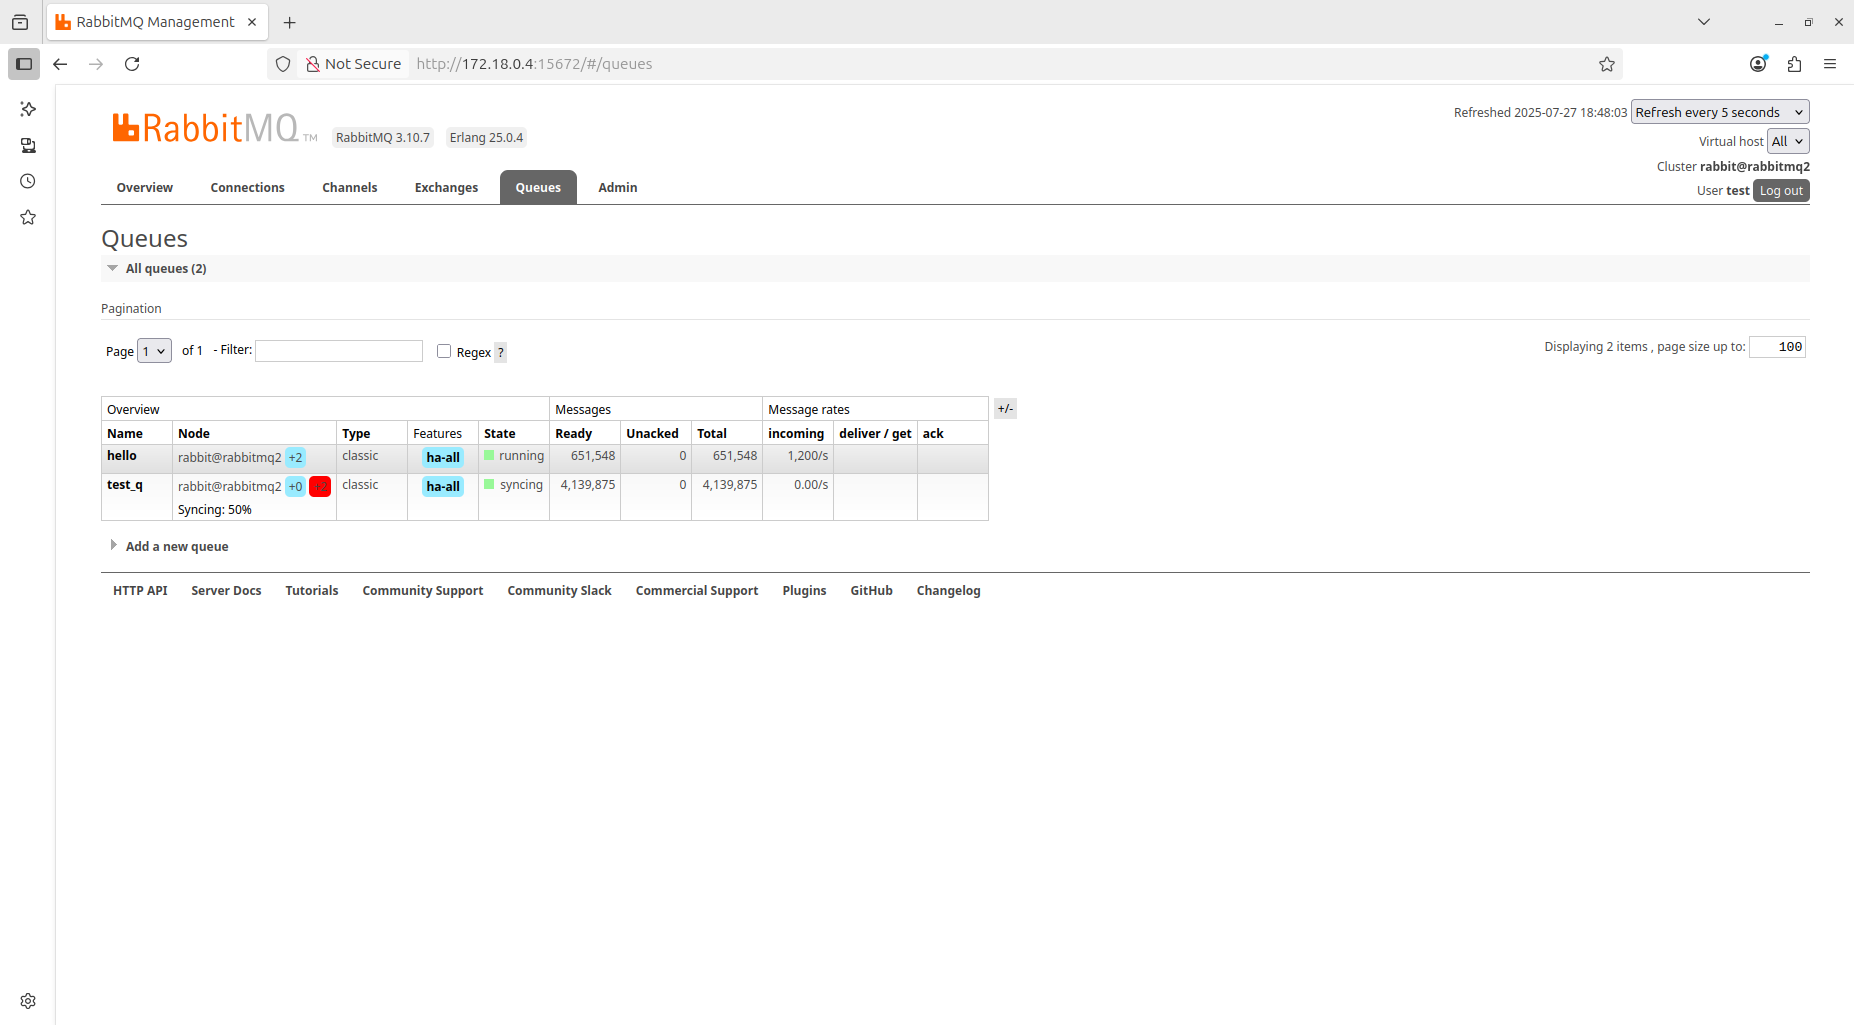 RabbitMQ Management
Not Secure http://172.18.0.4:15672/#/queues
RabbitMQ TM RabbitMQ 3.10.7 Erlang 25.0.4
Refreshed 2025-07-27 18:48:03 Refresh every 5 seconds
Virtual host All
Cluster rabbit@rabbitmq2
User test Log out
Overview Connections Channels Exchanges Queues Admin
Queues
All queues (2)
Pagination
Page 1 of 1 - Filter: Regex ? Displaying 2 items , page size up to: 100
Overview Messages Message rates +/-
Name Node Type Features State Ready Unacked Total incoming deliver / get ack
hello rabbit@rabbitmq2 +2 classic ha-all running 651,548 0 651,548 1,200/s
test_q rabbit@rabbitmq2 +0 +2 classic ha-all syncing 4,139,875 0 4,139,875 0.00/s
Syncing: 50%
Add a new queue
HTTP API Server Docs Tutorials Community Support Community Slack Commercial Support Plugins GitHub Changelog